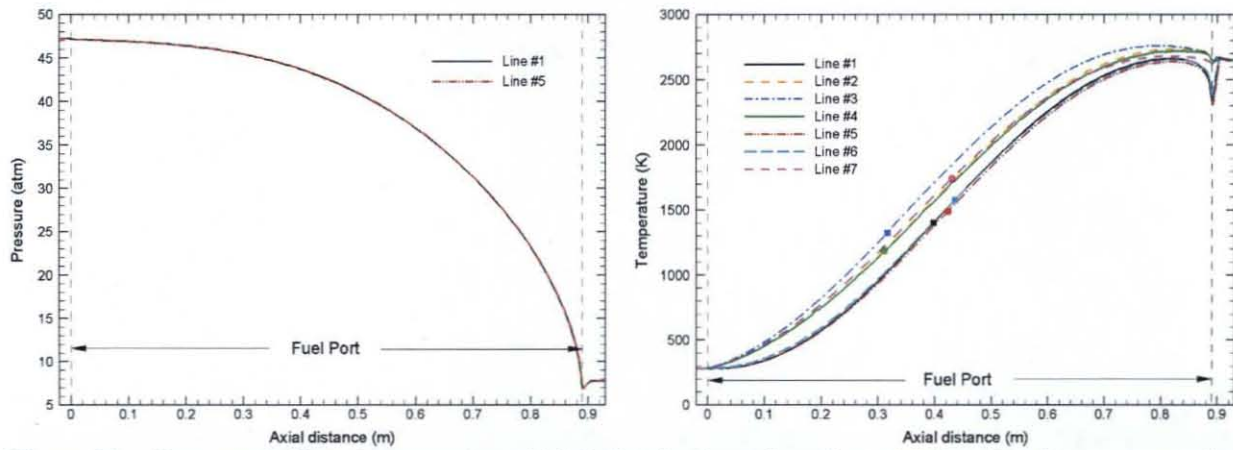 50
45
40
35
30
25
20
15
10
5
Pressure (atm)
Line #1
Line #5
Fuel Port
0 0.1 0.2 0.3 0.4 0.5 0.6 0.7 0.8 0.9
Axial distance (m)
3000
2500
2000
1500
1000
500
0
Temperature (K)
Line #1
Line #2
Line #3
Line #4
Line #5
Line #6
Line #7
Fuel Port
0 0.1 0.2 0.3 0.4 0.5 0.6 0.7 0.8 0.9
Axial distance (m)